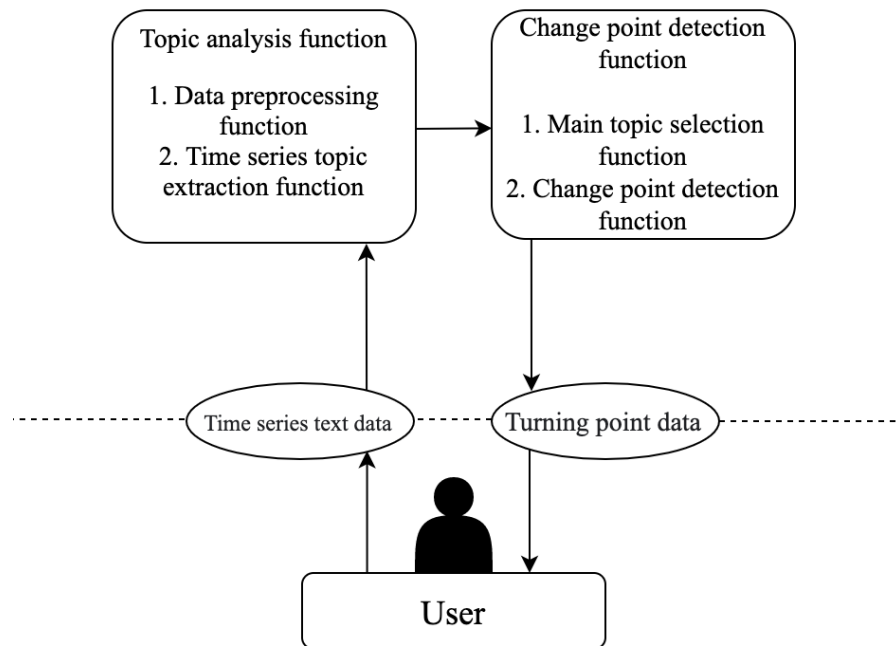 Topic analysis function
1. Data preprocessing
function
2. Time series topic
extraction function
Change point detection
function
1. Main topic selection
function
2. Change point detection
function
Time series text data
Turning point data
User